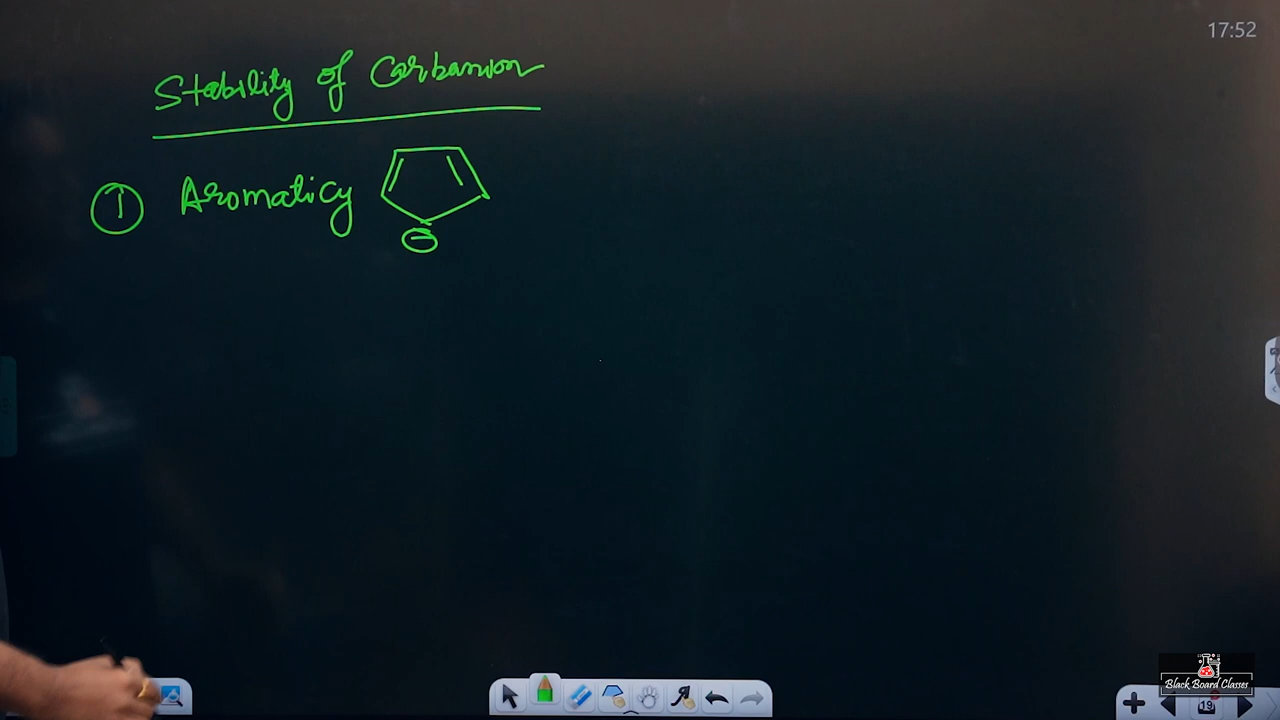 17:52
Stability of Carbanion
1 Aromaticy
⊖
19
Black Board Classes